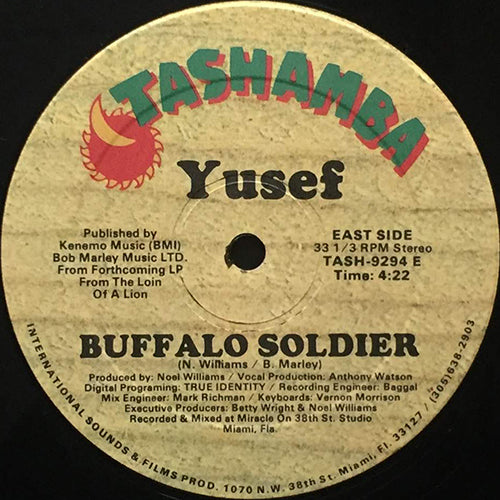 TASHAMBA
Yusef
Published by
Kenemo Music (BMI)
Bob Marley Music LTD.
From Forthcoming LP
From The Loin
Of A Lion
EAST SIDE
33 1/3 RPM Stereo
TASH-9294 E
Time: 4:22
BUFFALO SOLDIER
(N. Williams / B. Marley)
Produced by: Noel Williams / Vocal Production: Anthony Watson
Digital Programing: TRUE IDENTITY / Recording Engineer: Baggal
Mix Engineer: Mark Richman / Keyboards: Vernon Morrison
Executive Producers: Betty Wright & Noel Williams
Recorded & Mixed at Miracle On 38th St. Studio
Miami, Fla.
INTERNATIONAL SOUNDS & FILMS PROD. 1070 N.W. 38th St. Miami, Fl. 33127 / (305)638-2903